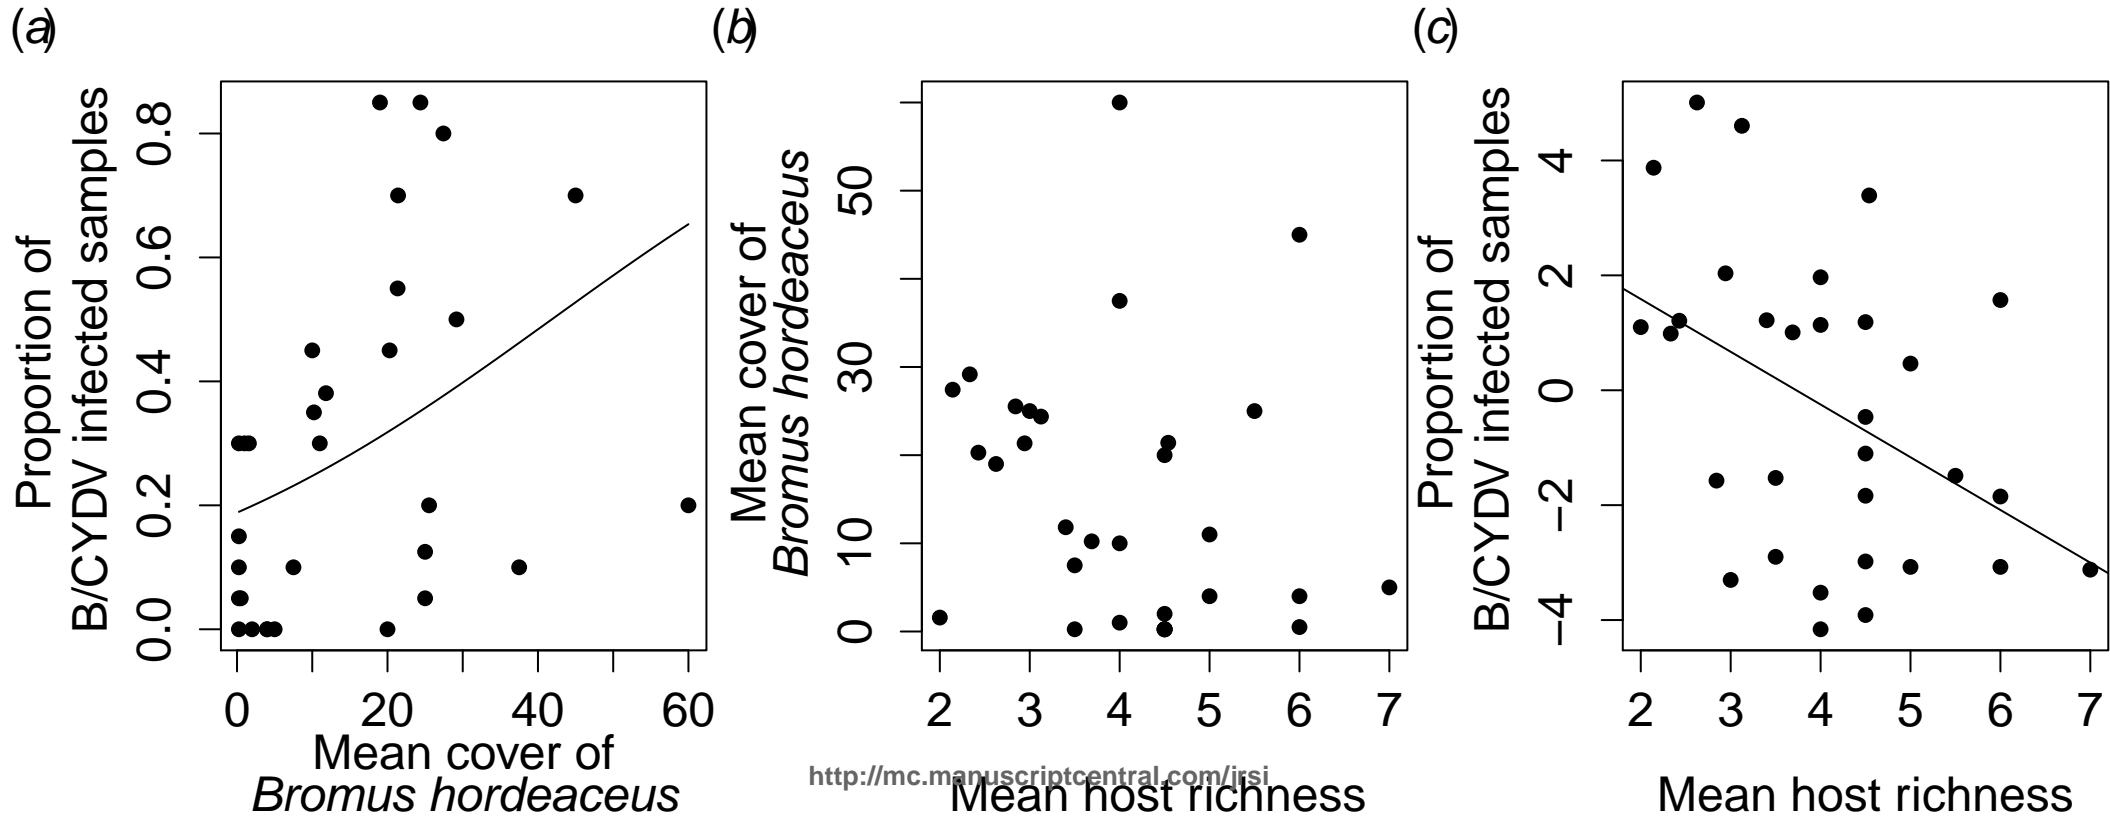 (a)
Proportion of
B/CYDV infected samples
0.0 0.2 0.4 0.6 0.8
0 20 40 60
Mean cover of
Bromus hordeaceus
(b)
Mean cover of
Bromus hordeaceus
0 10 30 50
2 3 4 5 6 7
Mean host richness
(c)
Proportion of
B/CYDV infected samples
−4 −2 0 2 4
2 3 4 5 6 7
Mean host richness
http://mc.manuscriptcentral.com/jrsi